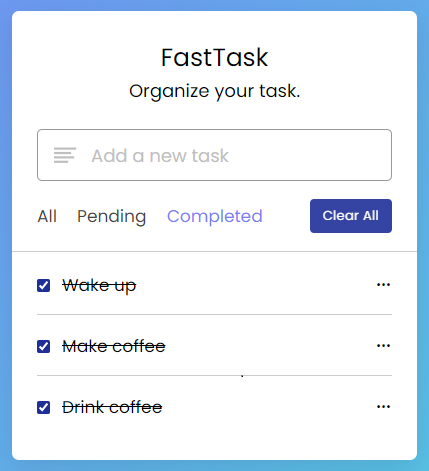 FastTask
Organize your task.
Add a new task
All Pending Completed Clear All
Wake up
Make coffee
Drink coffee